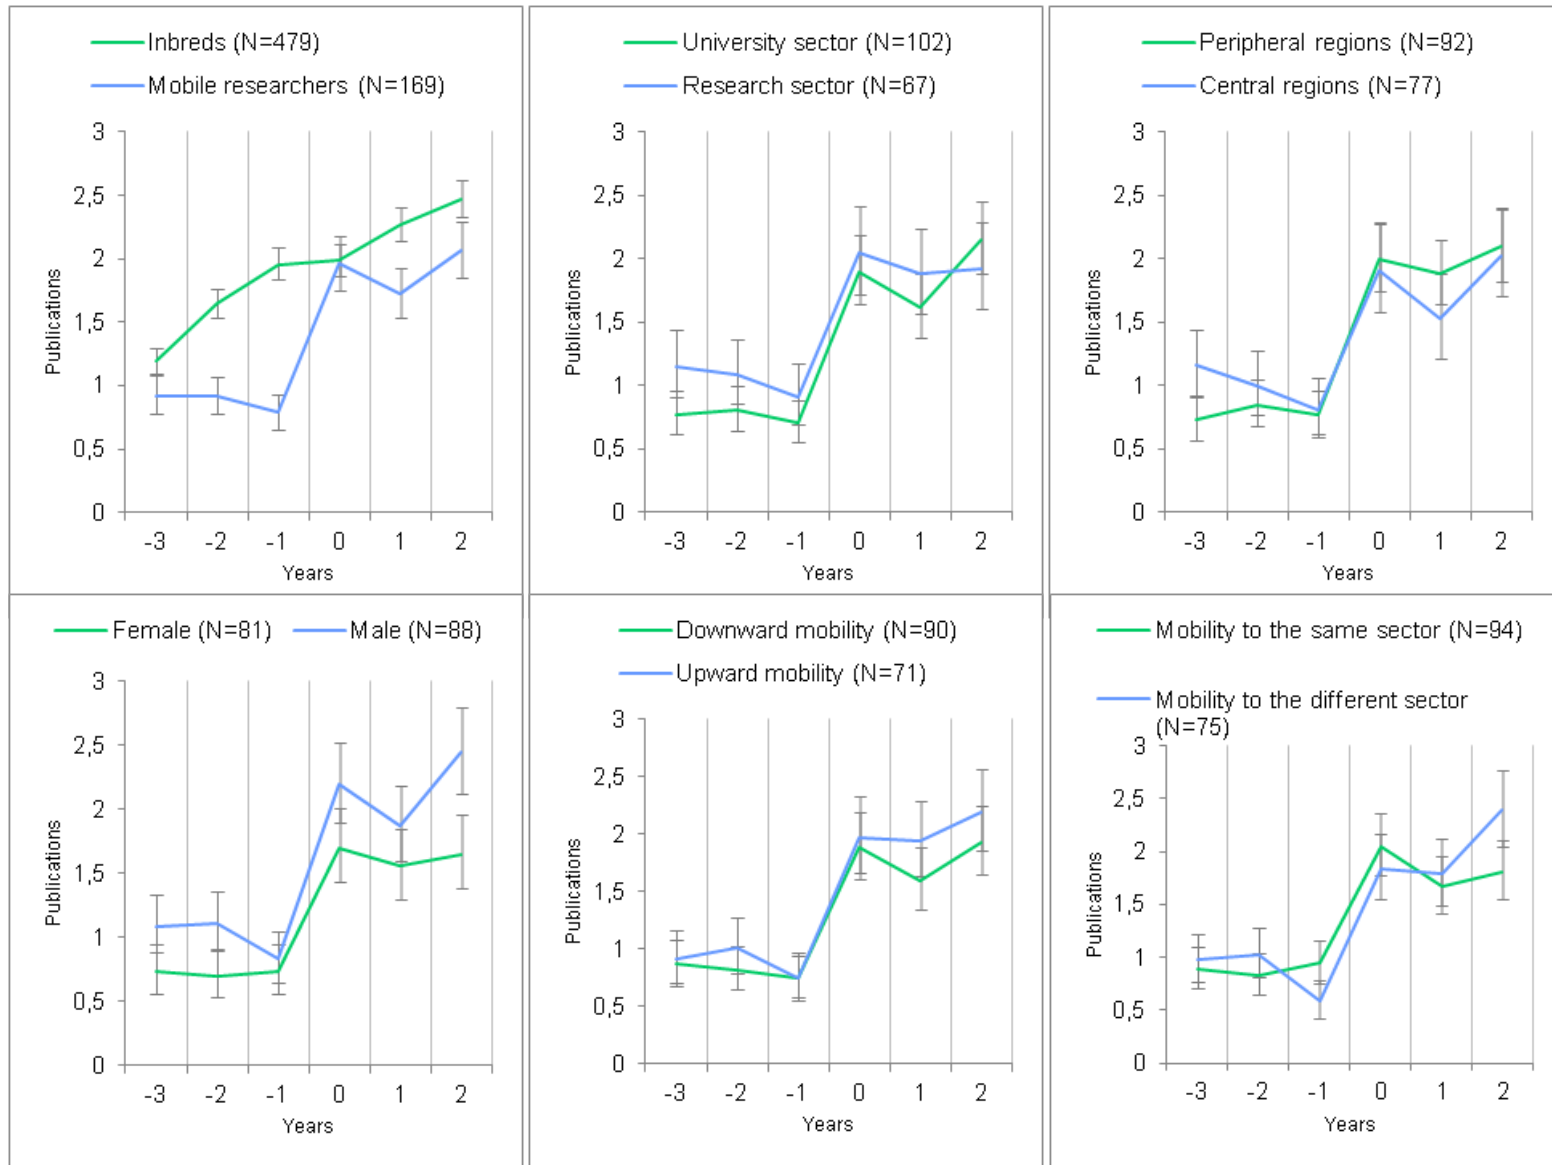 Inbreds (N=479)
Mobile researchers (N=169)
3
2,5
2
1,5
1
0,5
0
Publications
-3 -2 -1 0 1 2
Years
University sector (N=102)
Research sector (N=67)
3
2,5
2
1,5
1
0,5
0
Publications
-3 -2 -1 0 1 2
Years
Peripheral regions (N=92)
Central regions (N=77)
3
2,5
2
1,5
1
0,5
0
Publications
-3 -2 -1 0 1 2
Years
Female (N=81) Male (N=88)
3
2,5
2
1,5
1
0,5
0
Publications
-3 -2 -1 0 1 2
Years
Downward mobility (N=90)
Upward mobility (N=71)
3
2,5
2
1,5
1
0,5
0
Publications
-3 -2 -1 0 1 2
Years
Mobility to the same sector (N=94)
Mobility to the different sector
(N=75)
3
2,5
2
1,5
1
0,5
0
Publications
-3 -2 -1 0 1 2
Years